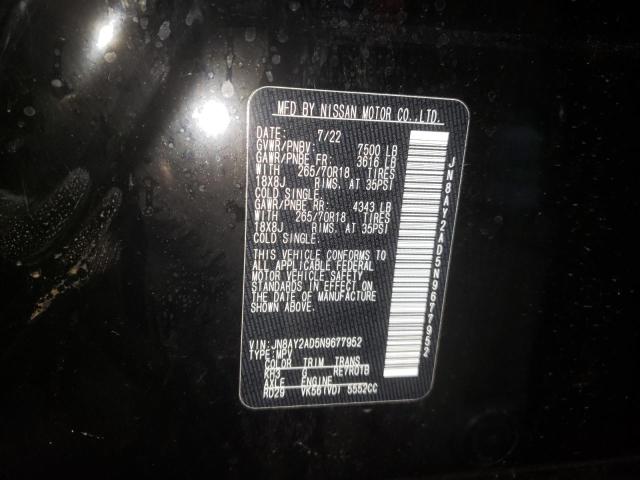 MFD BY NISSAN MOTOR CO.,LTD.
DATE: 7/22
GVWR/PNBV: 7500 LB
GAWR/PNBE FR: 3616 LB
WITH 265/70R18 TIRES
18X8J RIMS. AT 35PSI
COLD SINGLE.
GAWR/PNBE RR: 4343 LB
WITH 265/70R18 TIRES
18X8J RIMS. AT 35PSI
COLD SINGLE.
THIS VEHICLE CONFORMS TO
ALL APPLICABLE FEDERAL
MOTOR VEHICLE SAFETY
STANDARDS IN EFFECT ON
THE DATE OF MANUFACTURE
SHOWN ABOVE.
VIN:JN8AY2AD5N9677952
TYPE:MPV
COLOR TRIM TRANS
KH3 G RE7R01B
AXLE ENGINE
RD29 VK56(VD) 5552CC
JN8AY2AD5N9677952